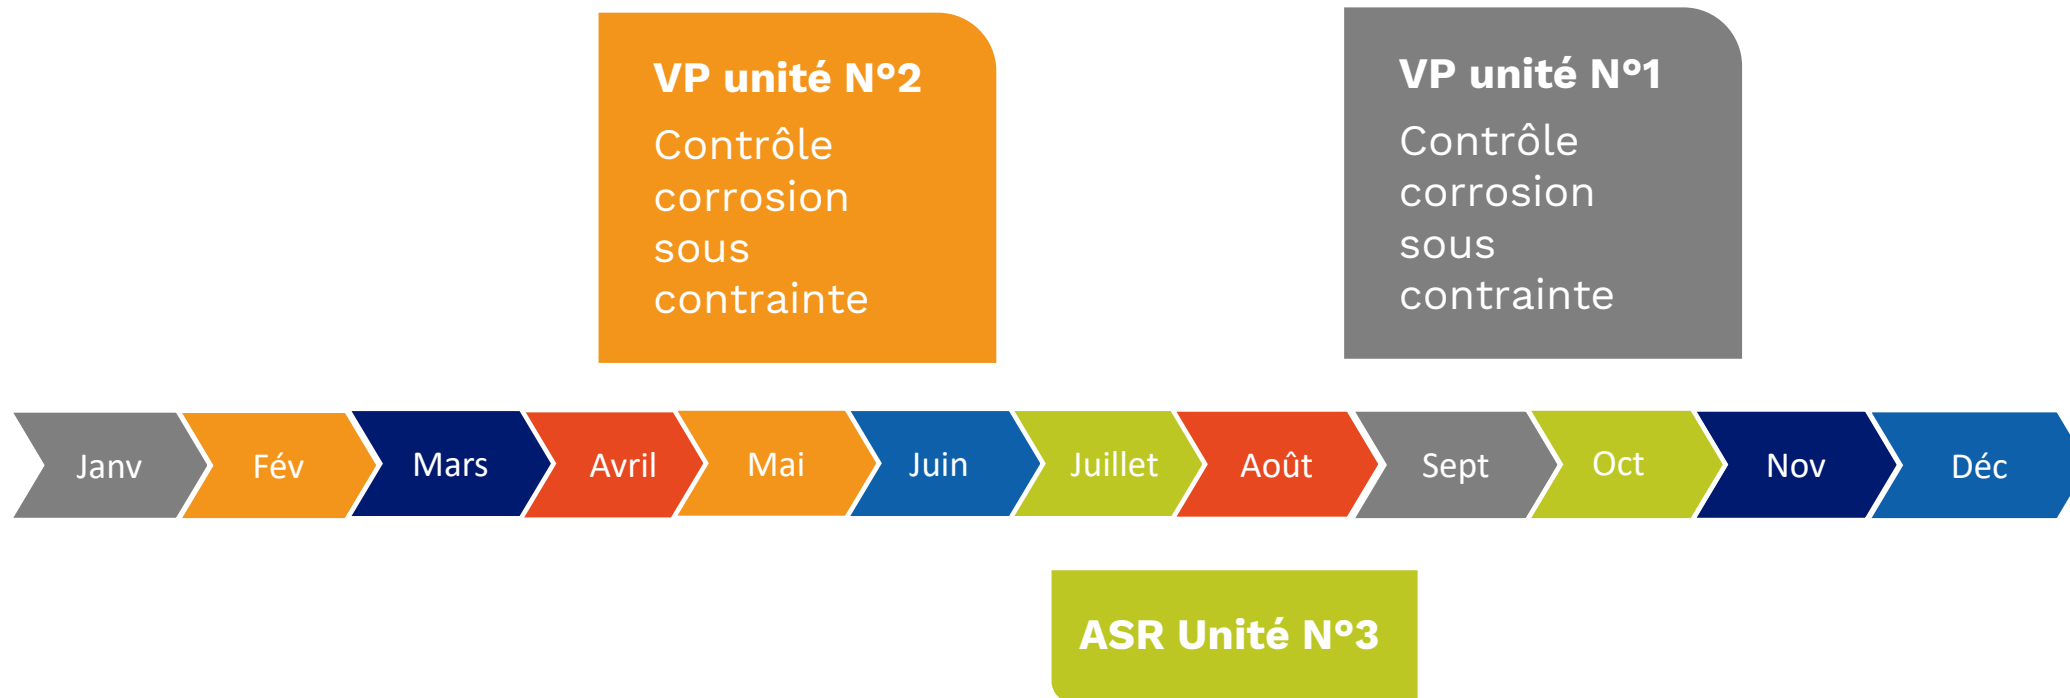 VP unité N°2
Contrôle
corrosion
sous
contrainte
VP unité N°1
Contrôle
corrosion
sous
contrainte
Janv
Fév
Mars
Avril
Mai
Juin
Juillet
Août
Sept
Oct
Nov
Déc
ASR Unité N°3